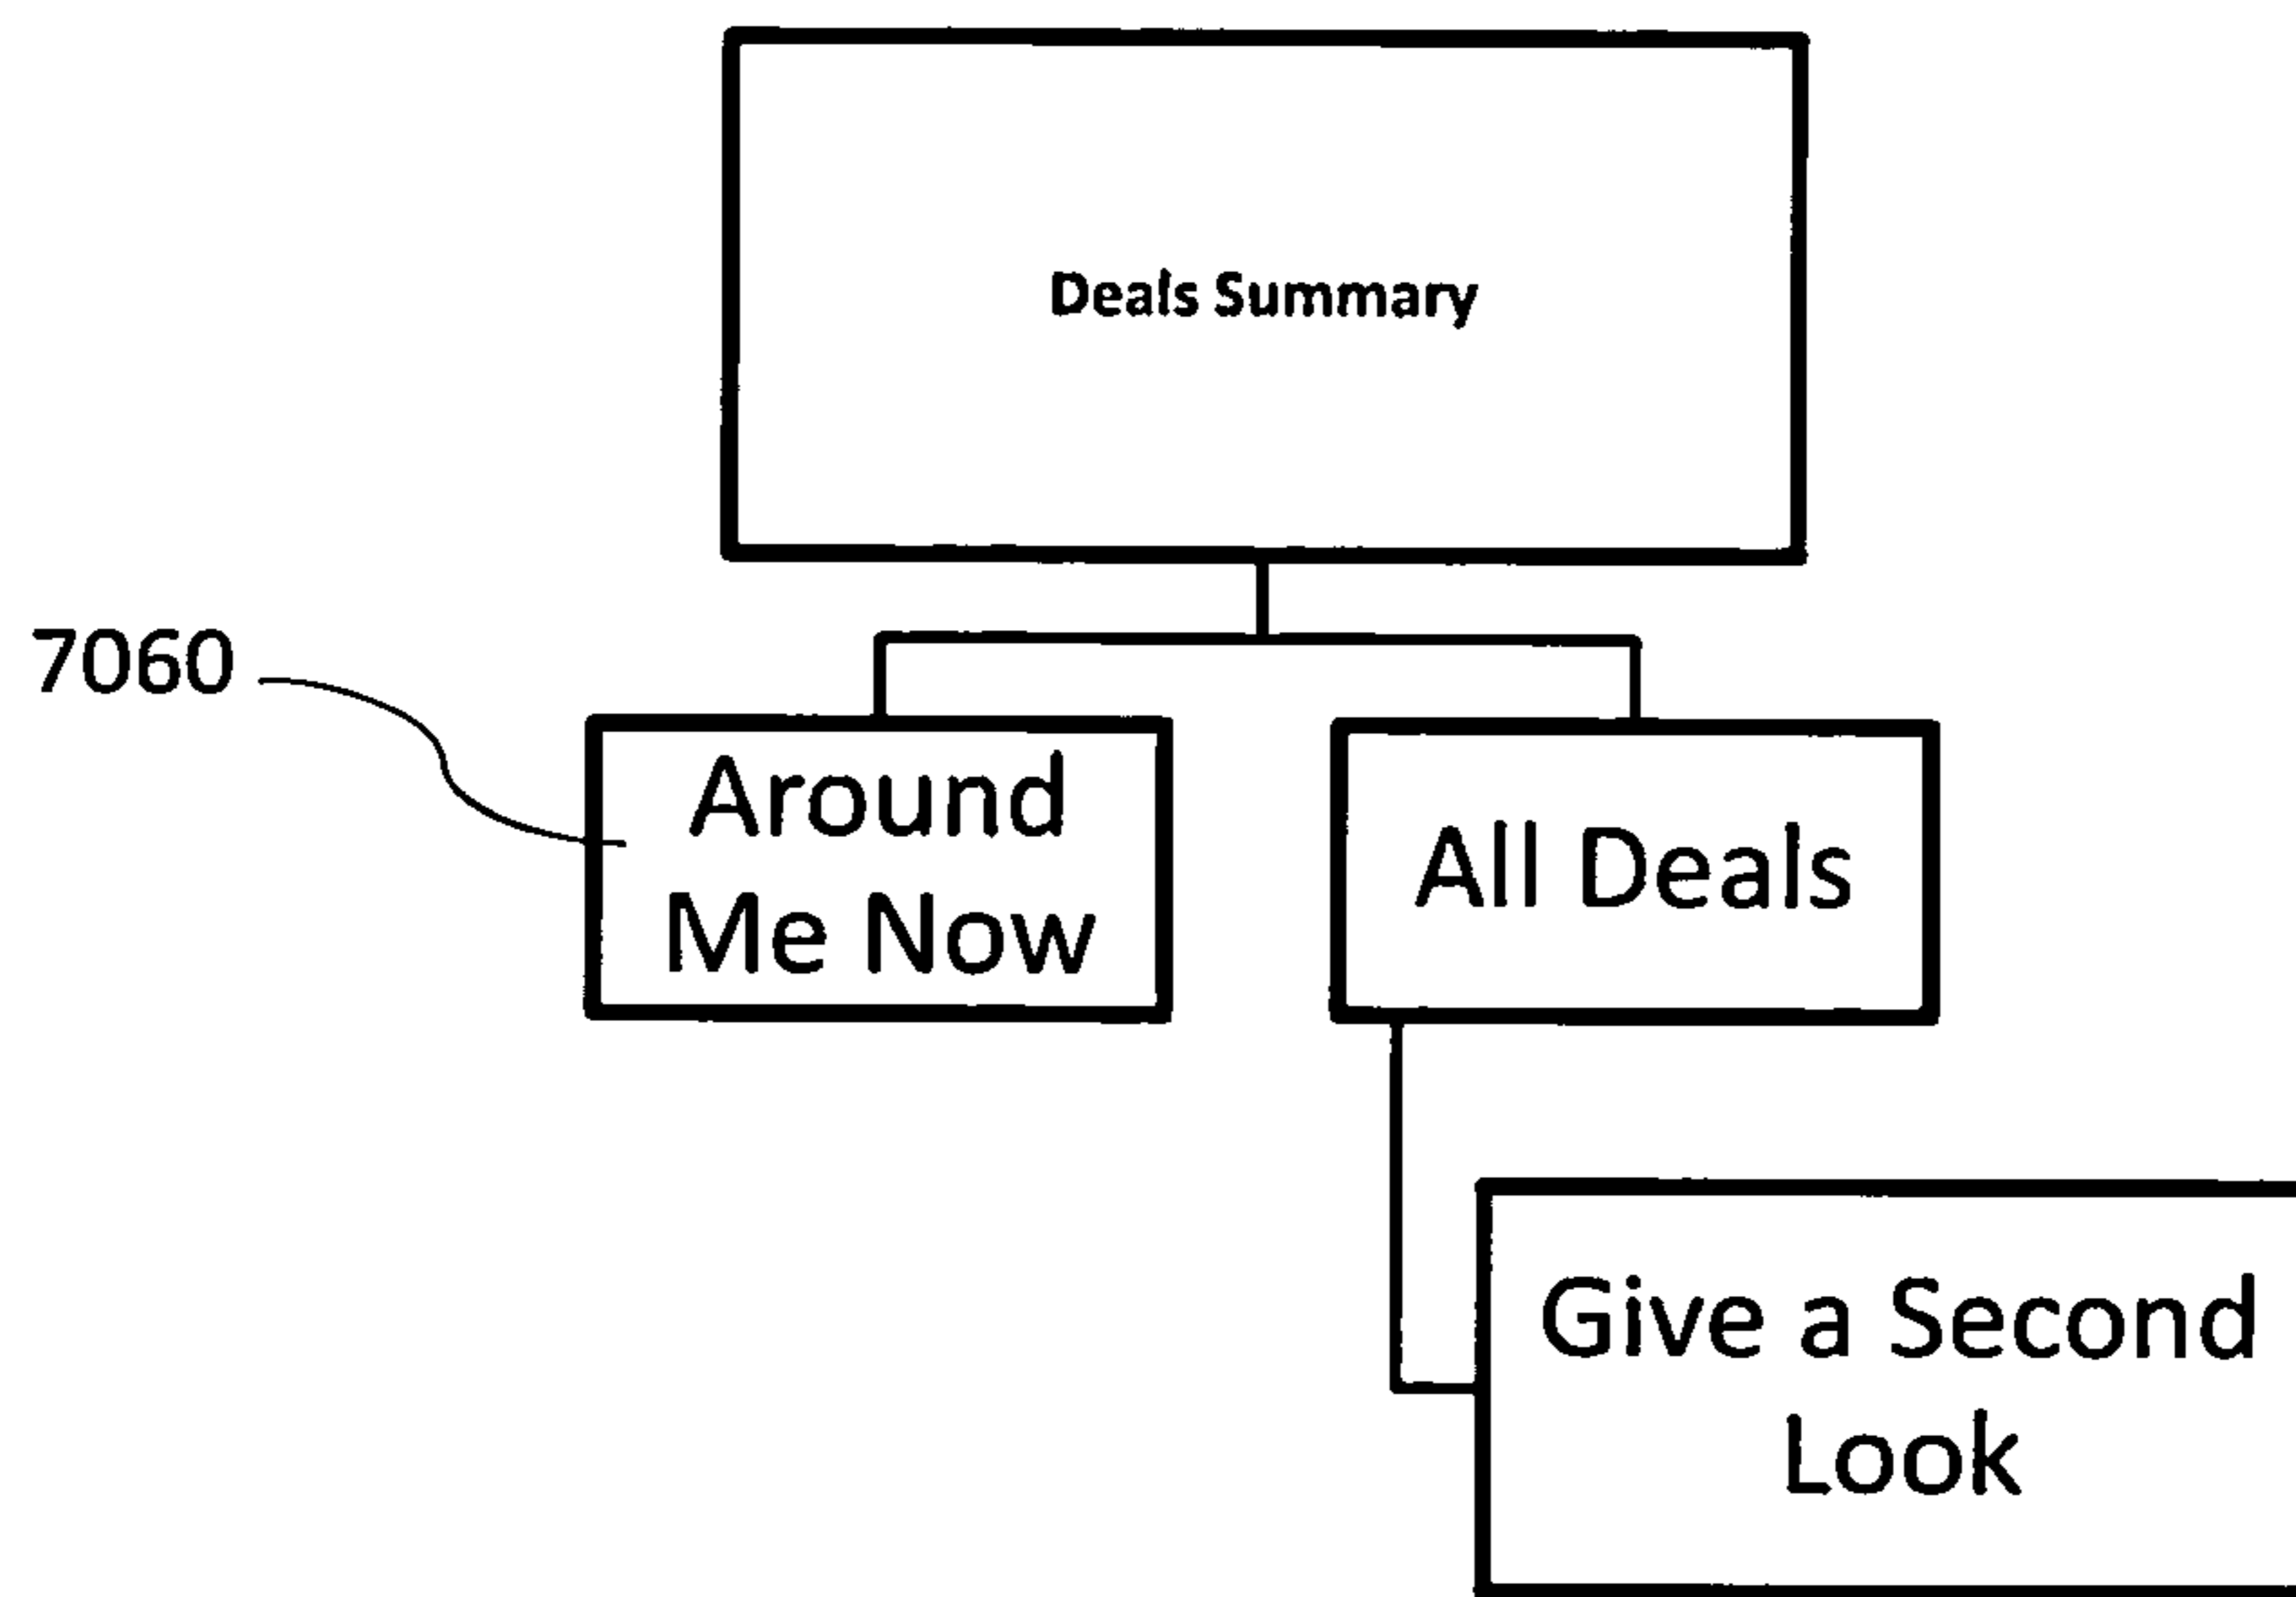 Deals Summary
7060
Around
Me Now
All Deals
Give a Second
Look